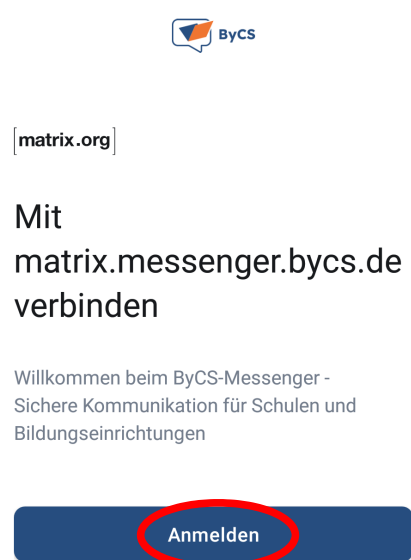 ByCS
[matrix.org]
Mit
matrix.messenger.bycs.de
verbinden
Willkommen beim ByCS-Messenger -
Sichere Kommunikation für Schulen und
Bildungseinrichtungen
Anmelden